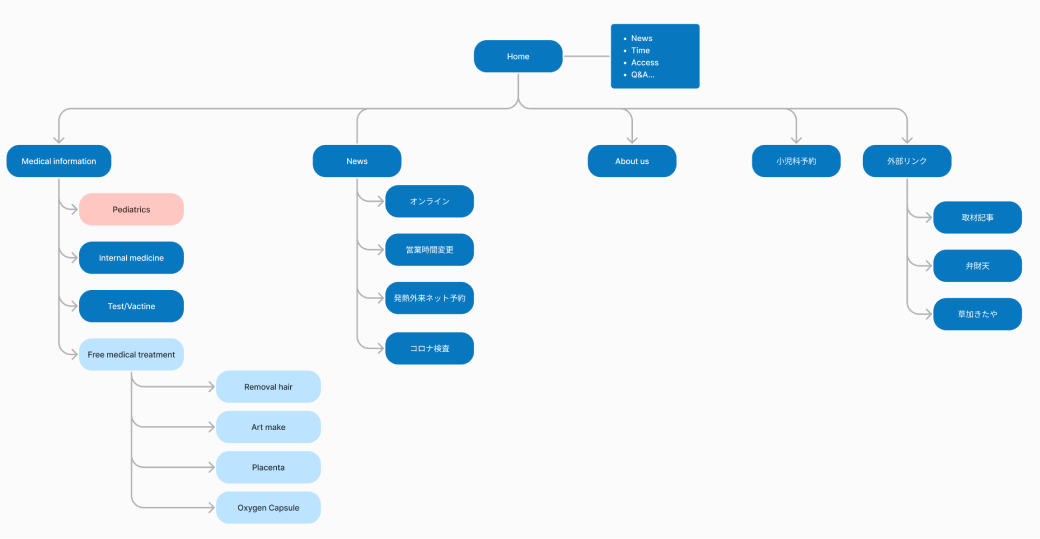 Home
• News
• Time
• Access
• Q&A...
Medical information
News
About us
小児科予約
外部リンク
Pediatrics
Internal medicine
Test/Vactine
Free medical treatment
Removal hair
Art make
Placenta
Oxygen Capsule
オンライン
営業時間変更
発熱外来ネット予約
コロナ検査
取材記事
弁財天
草加きたや